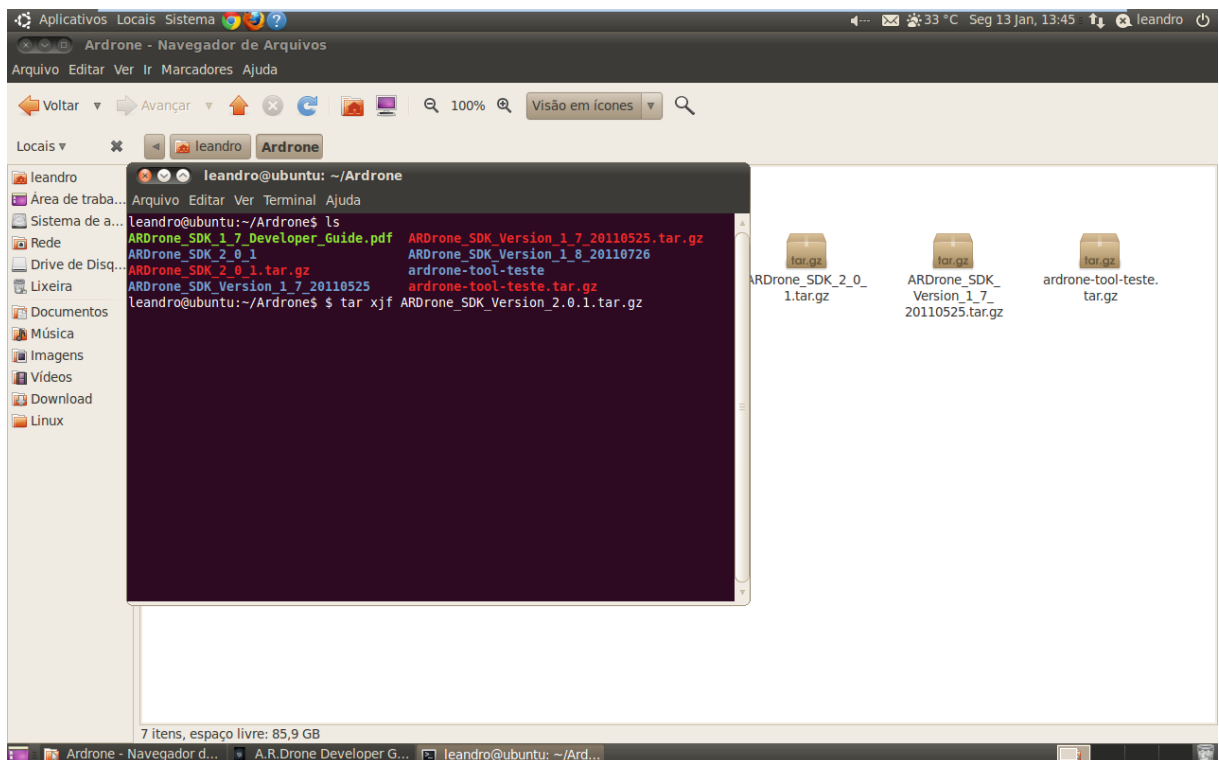 Aplicativos Locais Sistema 33 °C Seg 13 Jan, 13:45 leandro
Ardrone - Navegador de Arquivos
Arquivo Editar Ver Ir Marcadores Ajuda
Voltar Avançar 100% Visão em ícones
Locais leandro Ardrone
leandro
Área de traba...
Sistema de a...
Rede
Drive de Disq...
Lixeira
Documentos
Música
Imagens
Vídeos
Download
Linux
leandro@ubuntu: ~/Ardrone
Arquivo Editar Ver Terminal Ajuda
leandro@ubuntu:~/Ardrone$ ls
ARDrone_SDK_1_7_Developer_Guide.pdf ARDrone_SDK_Version_1_7_20110525.tar.gz
ARDrone_SDK_2_0_1 ARDrone_SDK_Version_1_8_20110726
ARDrone_SDK_2_0_1.tar.gz ardrone-tool-teste
ARDrone_SDK_Version_1_7_20110525 ardrone-tool-teste.tar.gz
leandro@ubuntu:~/Ardrone$ $ tar xjf ARDrone_SDK_Version_2.0.1.tar.gz
tar.gz
ARDrone_SDK_2_0_
1.tar.gz
tar.gz
ARDrone_SDK_
Version_1_7_
20110525.tar.gz
tar.gz
ardrone-tool-teste.
tar.gz
7 itens, espaço livre: 85,9 GB
Ardrone - Navegador d... A.R.Drone Developer G... leandro@ubuntu: ~/Ard...